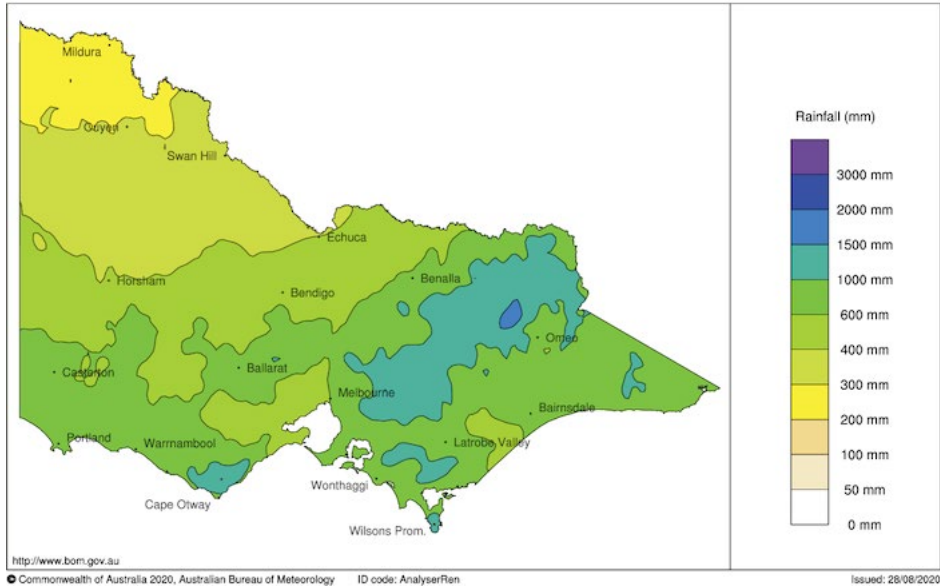 Mildura
Ouyen
Swan Hill
Echuca
Horsham
Benalla
Bendigo
Omeo
Casterton
Ballarat
Melbourne
Bairnsdale
Portland
Warrnambool
Latrobe Valley
Wonthaggi
Cape Otway
Wilsons Prom.
Rainfall (mm)
3000 mm
2000 mm
1500 mm
1000 mm
600 mm
400 mm
300 mm
200 mm
100 mm
50 mm
0 mm
http://www.bom.gov.au
© Commonwealth of Australia 2020, Australian Bureau of Meteorology ID code: AnalyserRen Issued: 28/08/2020